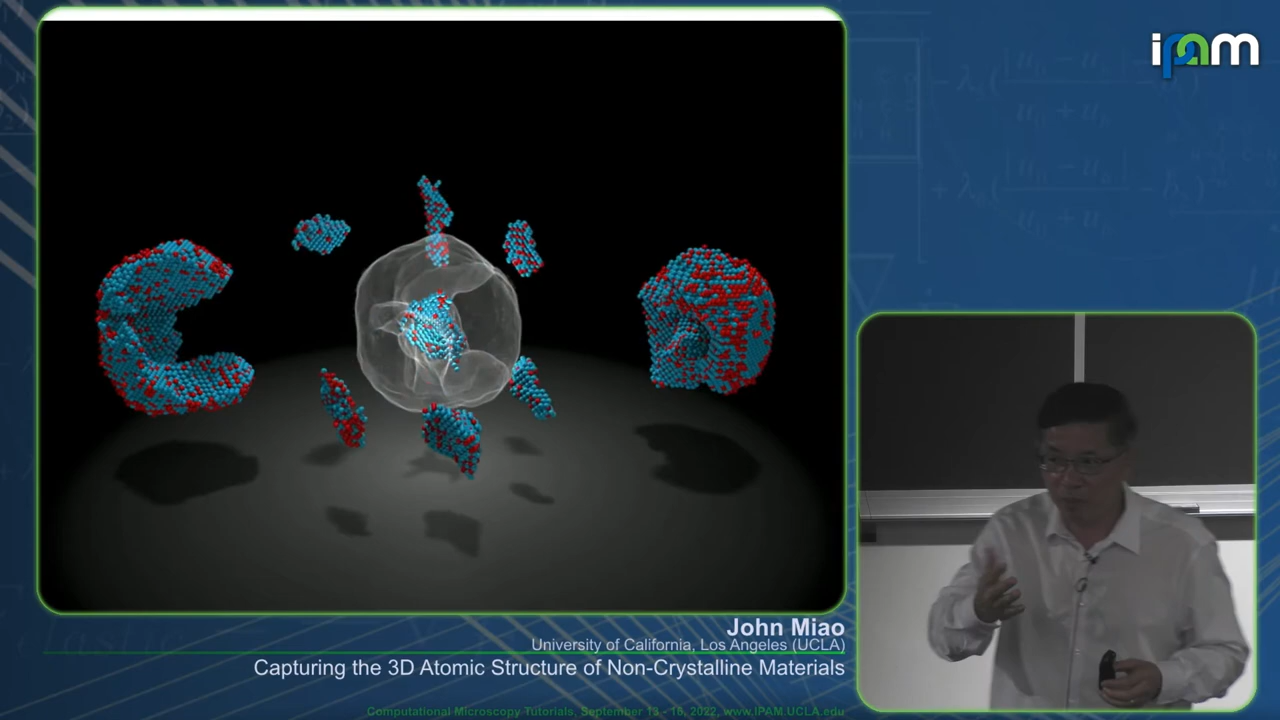 ipam
John Miao
University of California, Los Angeles (UCLA)
Capturing the 3D Atomic Structure of Non-Crystalline Materials
Computational Microscopy Tutorials, September 13 - 16, 2022, www.IPAM.UCLA.edu